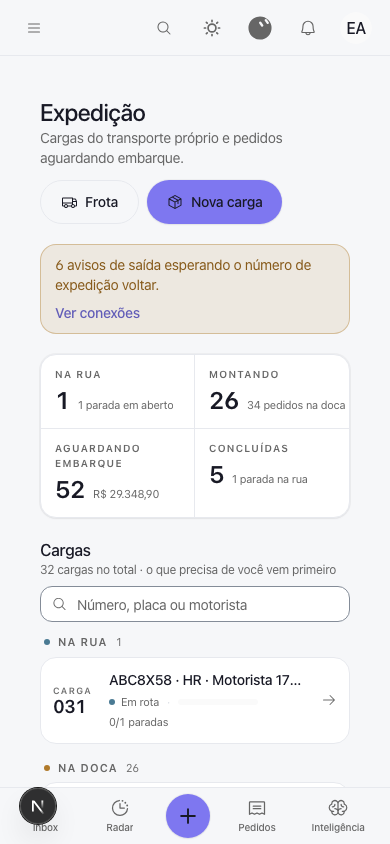 EA
Expedição
Cargas do transporte próprio e pedidos
aguardando embarque.
Frota
Nova carga
6 avisos de saída esperando o número de
expedição voltar.
Ver conexões
NA RUA
1 1 parada em aberto
MONTANDO
26 34 pedidos na doca
AGUARDANDO
EMBARQUE
52 R$ 29.348,90
CONCLUÍDAS
5 1 parada na rua
Cargas
32 cargas no total · o que precisa de você vem primeiro
Número, placa ou motorista
NA RUA 1
CARGA
031
ABC8X58 · HR · Motorista 17...
Em rota ·
0/1 paradas
NA DOCA 26
N
Inbox
Radar
Pedidos
Inteligência